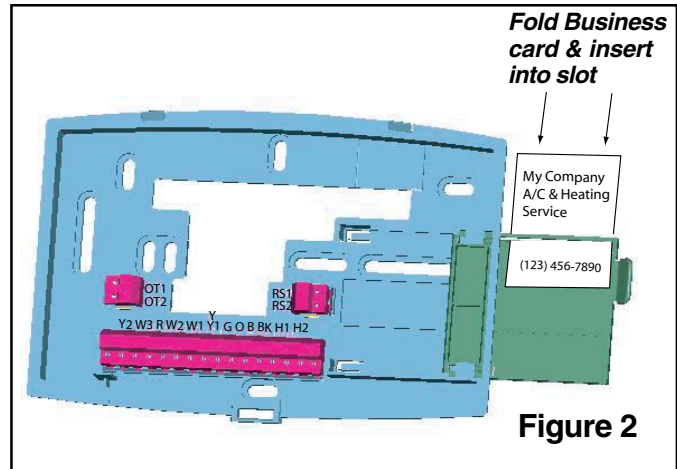 Fold Business
card & insert
into slot
My Company
A/C & Heating
Service
(123) 456-7890
OT1
OT2
RS1
RS2
Y
Y2 W3 R W2 W1 Y1 G O B BK H1 H2
Figure 2